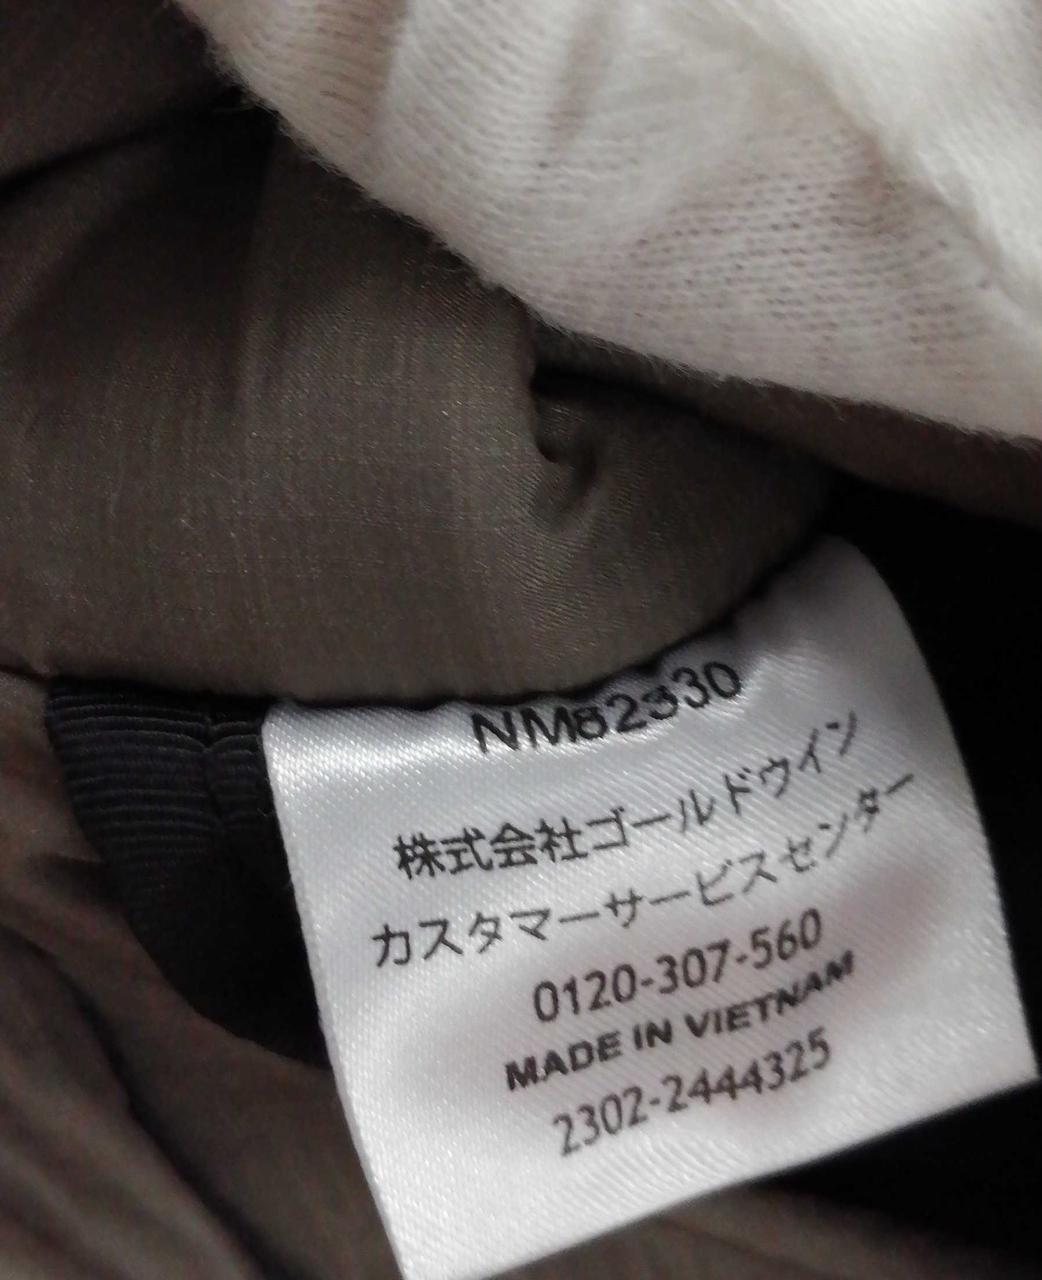 NM82330
株式会社ゴールドウイン
カスタマーサービスセンター
0120-307-560
MADE IN VIETNAM
2302-2444325